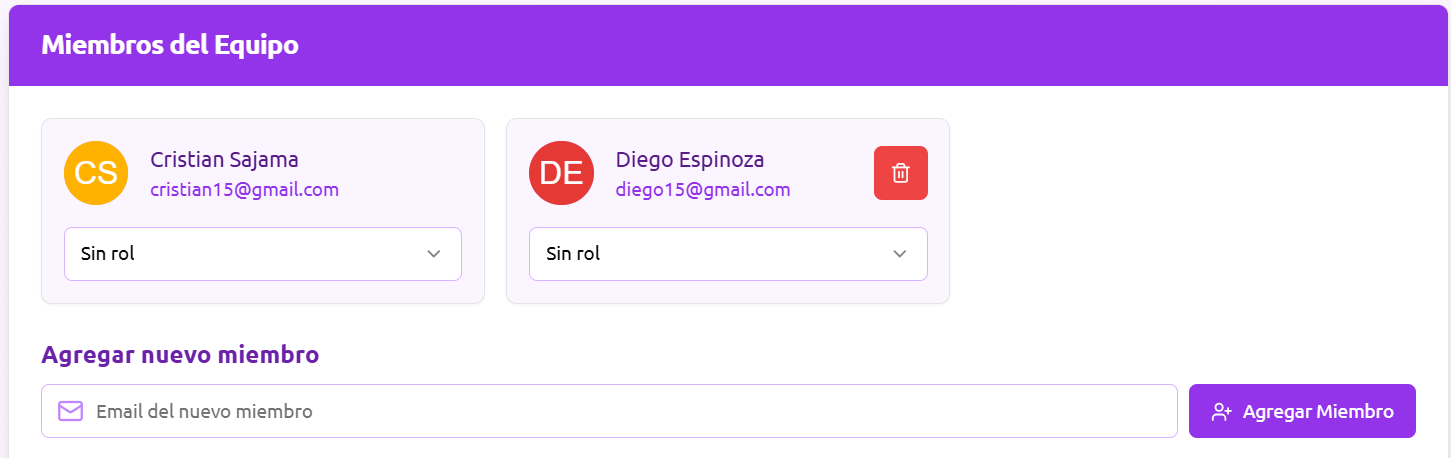 Miembros del Equipo
CS
Cristian Sajama
cristian15@gmail.com
Sin rol
DE
Diego Espinoza
diego15@gmail.com
Sin rol
Agregar nuevo miembro
Email del nuevo miembro
Agregar Miembro